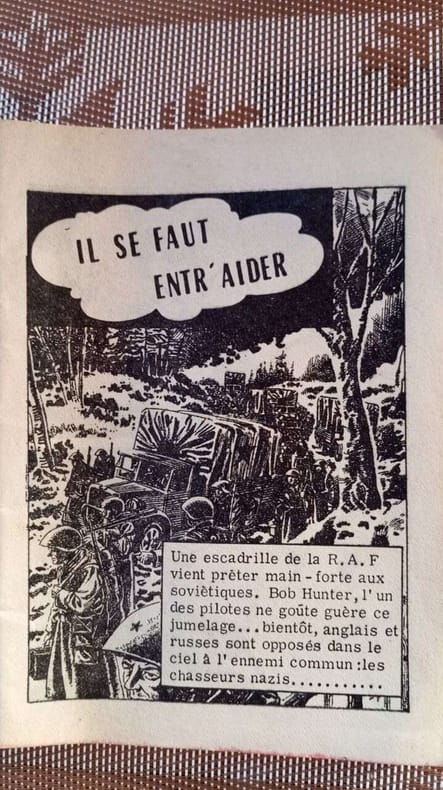 IL SE FAUT
ENTR'AIDER
Une escadrille de la R.A.F
vient prêter main-forte aux
soviètiques. Bob Hunter, l'un
des pilotes ne goûte guère ce
jumelage...bientôt, anglais et
russes sont opposés dans le
ciel à l'ennemi commun:les
chasseurs nazis...........